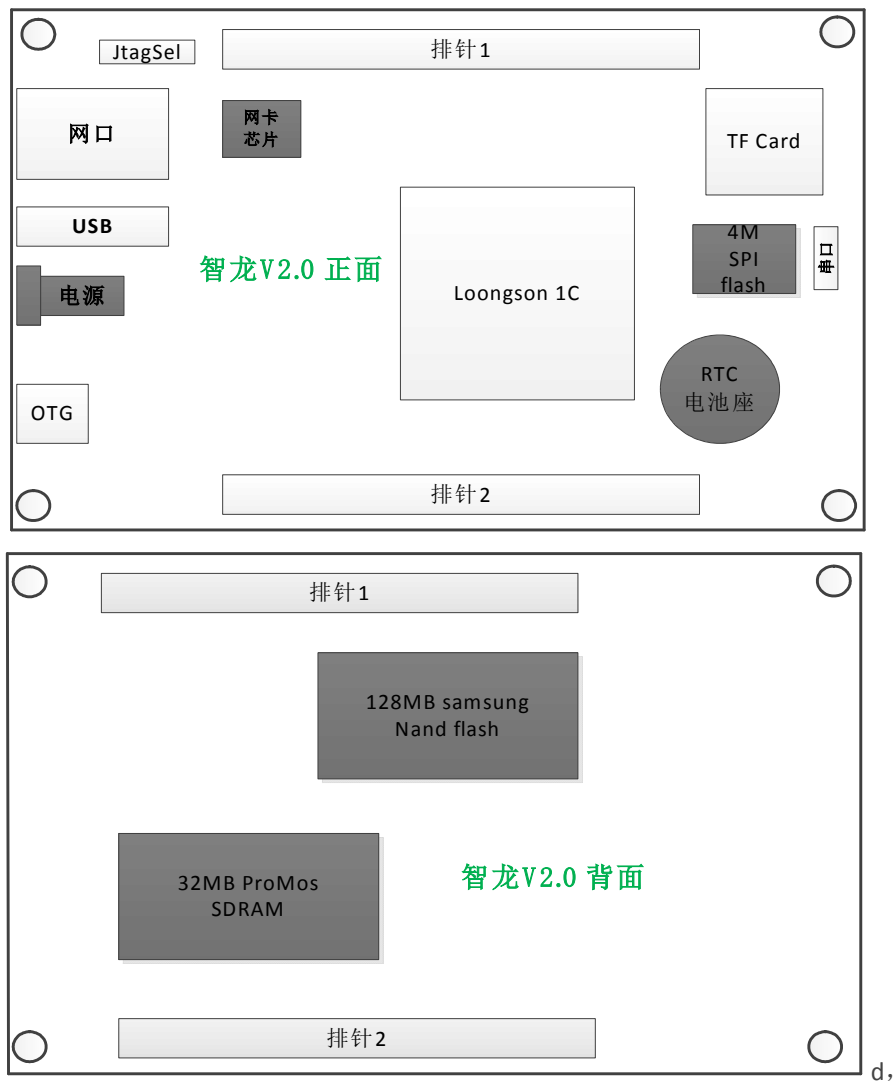 JtagSel
排针1
网口
网卡
芯片
TF Card
USB
4M
SPI
flash
串口
智龙V2.0 正面
电源
Loongson 1C
RTC
电池座
OTG
排针2
排针1
128MB samsung
Nand flash
32MB ProMos
SDRAM
智龙V2.0 背面
排针2
d，